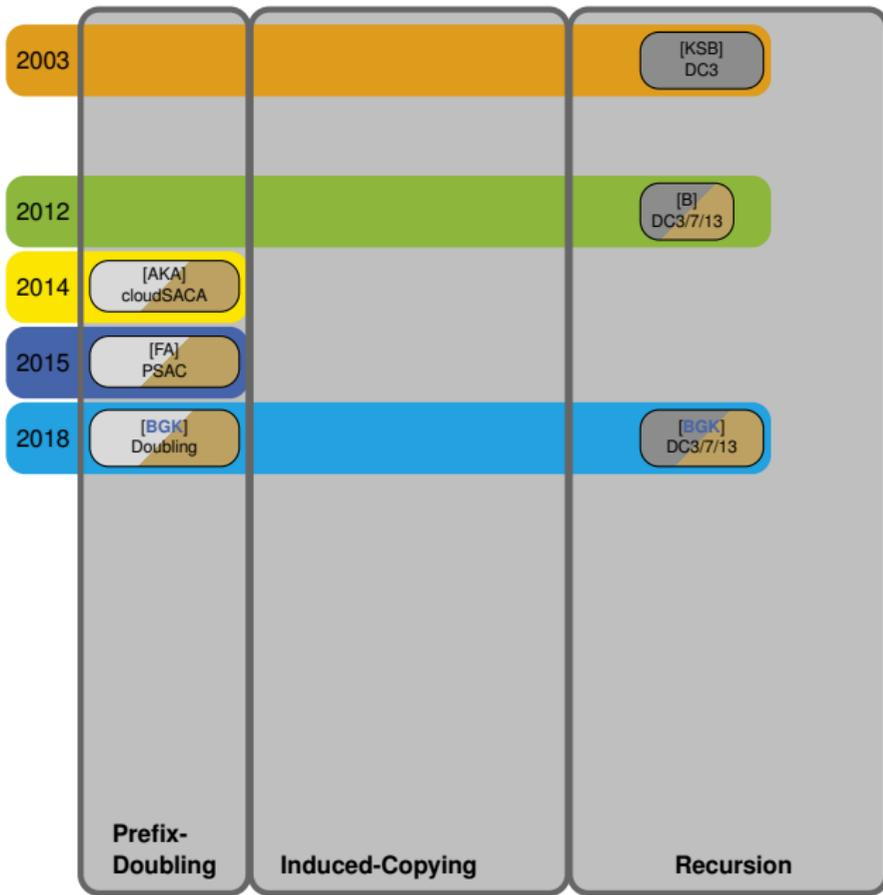 2003
[KSB]
DC3
2012
[B]
DC3/7/13
2014
[AKA]
cloudSACA
2015
[FA]
PSAC
2018
[BGK]
Doubling
[BGK]
DC3/7/13
Prefix-
Doubling
Induced-Copying
Recursion